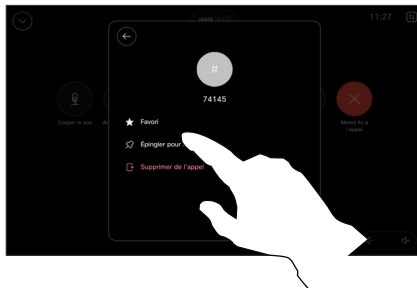 11:27
#
74145
Favori
Épingler pour
Supprimer de l'appel
Couper le son
Mettre fin à
l'appel